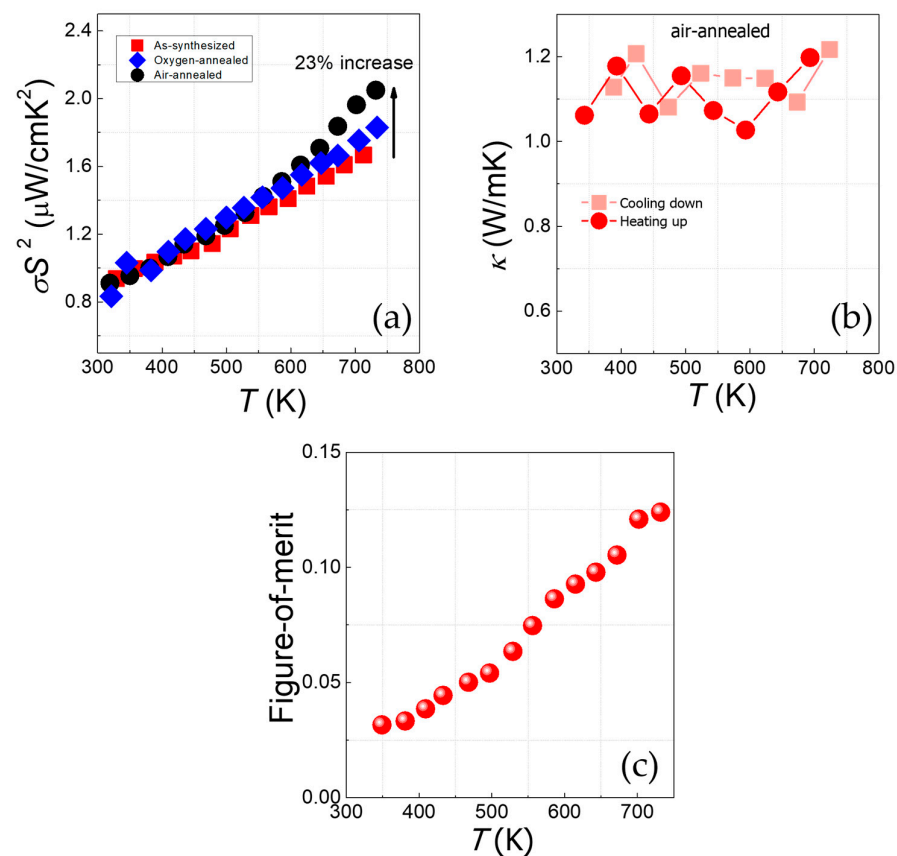 As-synthesized
Oxygen-annealed
Air-annealed
23% increase
2.4
2.0
1.6
1.2
0.8
σS² (µW/cmK²)
(a)
300 400 500 600 700 800
T (K)
air-annealed
1.2
1.0
0.8
0.6
κ (W/mK)
Cooling down
Heating up
(b)
300 400 500 600 700 800
T (K)
0.15
0.10
0.05
0.00
Figure-of-merit
(c)
300 400 500 600 700
T (K)